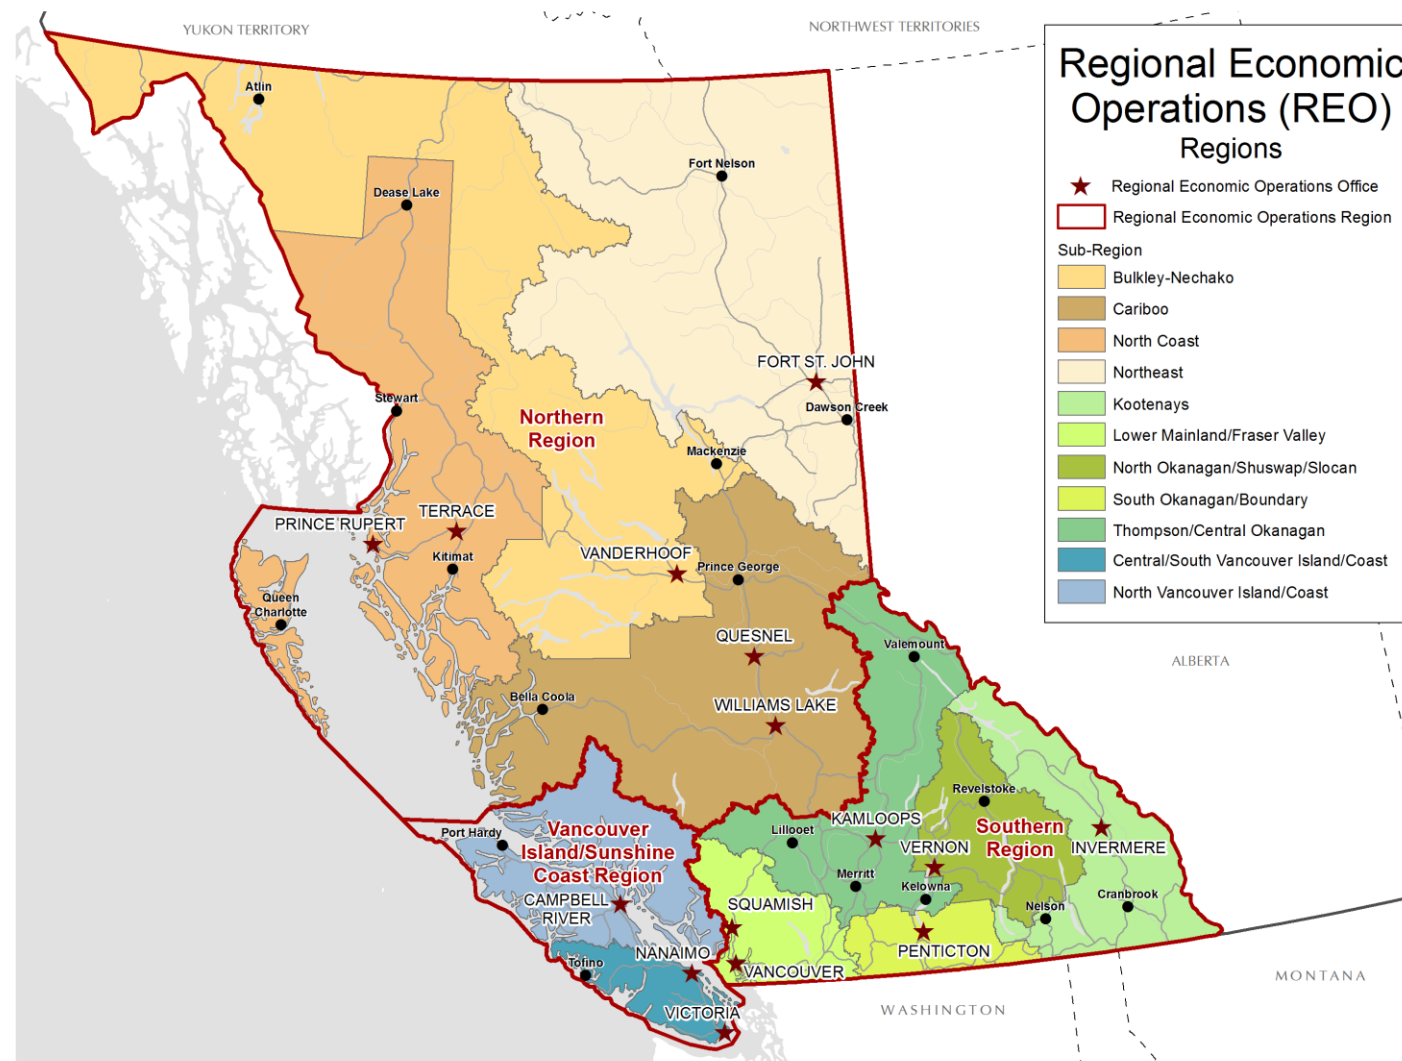 YUKON TERRITORY
NORTHWEST TERRITORIES
Regional Economic
Operations (REO)
Regions
Regional Economic Operations Office
Regional Economic Operations Region
Sub-Region
Bulkley-Nechako
Cariboo
North Coast
Northeast
Kootenays
Lower Mainland/Fraser Valley
North Okanagan/Shuswap/Slocan
South Okanagan/Boundary
Thompson/Central Okanagan
Central/South Vancouver Island/Coast
North Vancouver Island/Coast
Atlin
Fort Nelson
Dease Lake
FORT ST. JOHN
Dawson Creek
Stewart
Northern
Region
Mackenzie
PRINCE RUPERT
TERRACE
Kitimat
VANDERHOOF
Prince George
Queen
Charlotte
QUESNEL
Valemount
ALBERTA
Bella Coola
WILLIAMS LAKE
Revelstoke
Port Hardy
Vancouver
Island/Sunshine
Coast Region
Lillooet
KAMLOOPS
VERNON
Southern
Region
INVERMERE
Merritt
Kelowna
Cranbrook
Nelson
CAMPBELL
RIVER
SQUAMISH
PENTICTON
Tofino
NANAIMO
VANCOUVER
VICTORIA
WASHINGTON
MONTANA